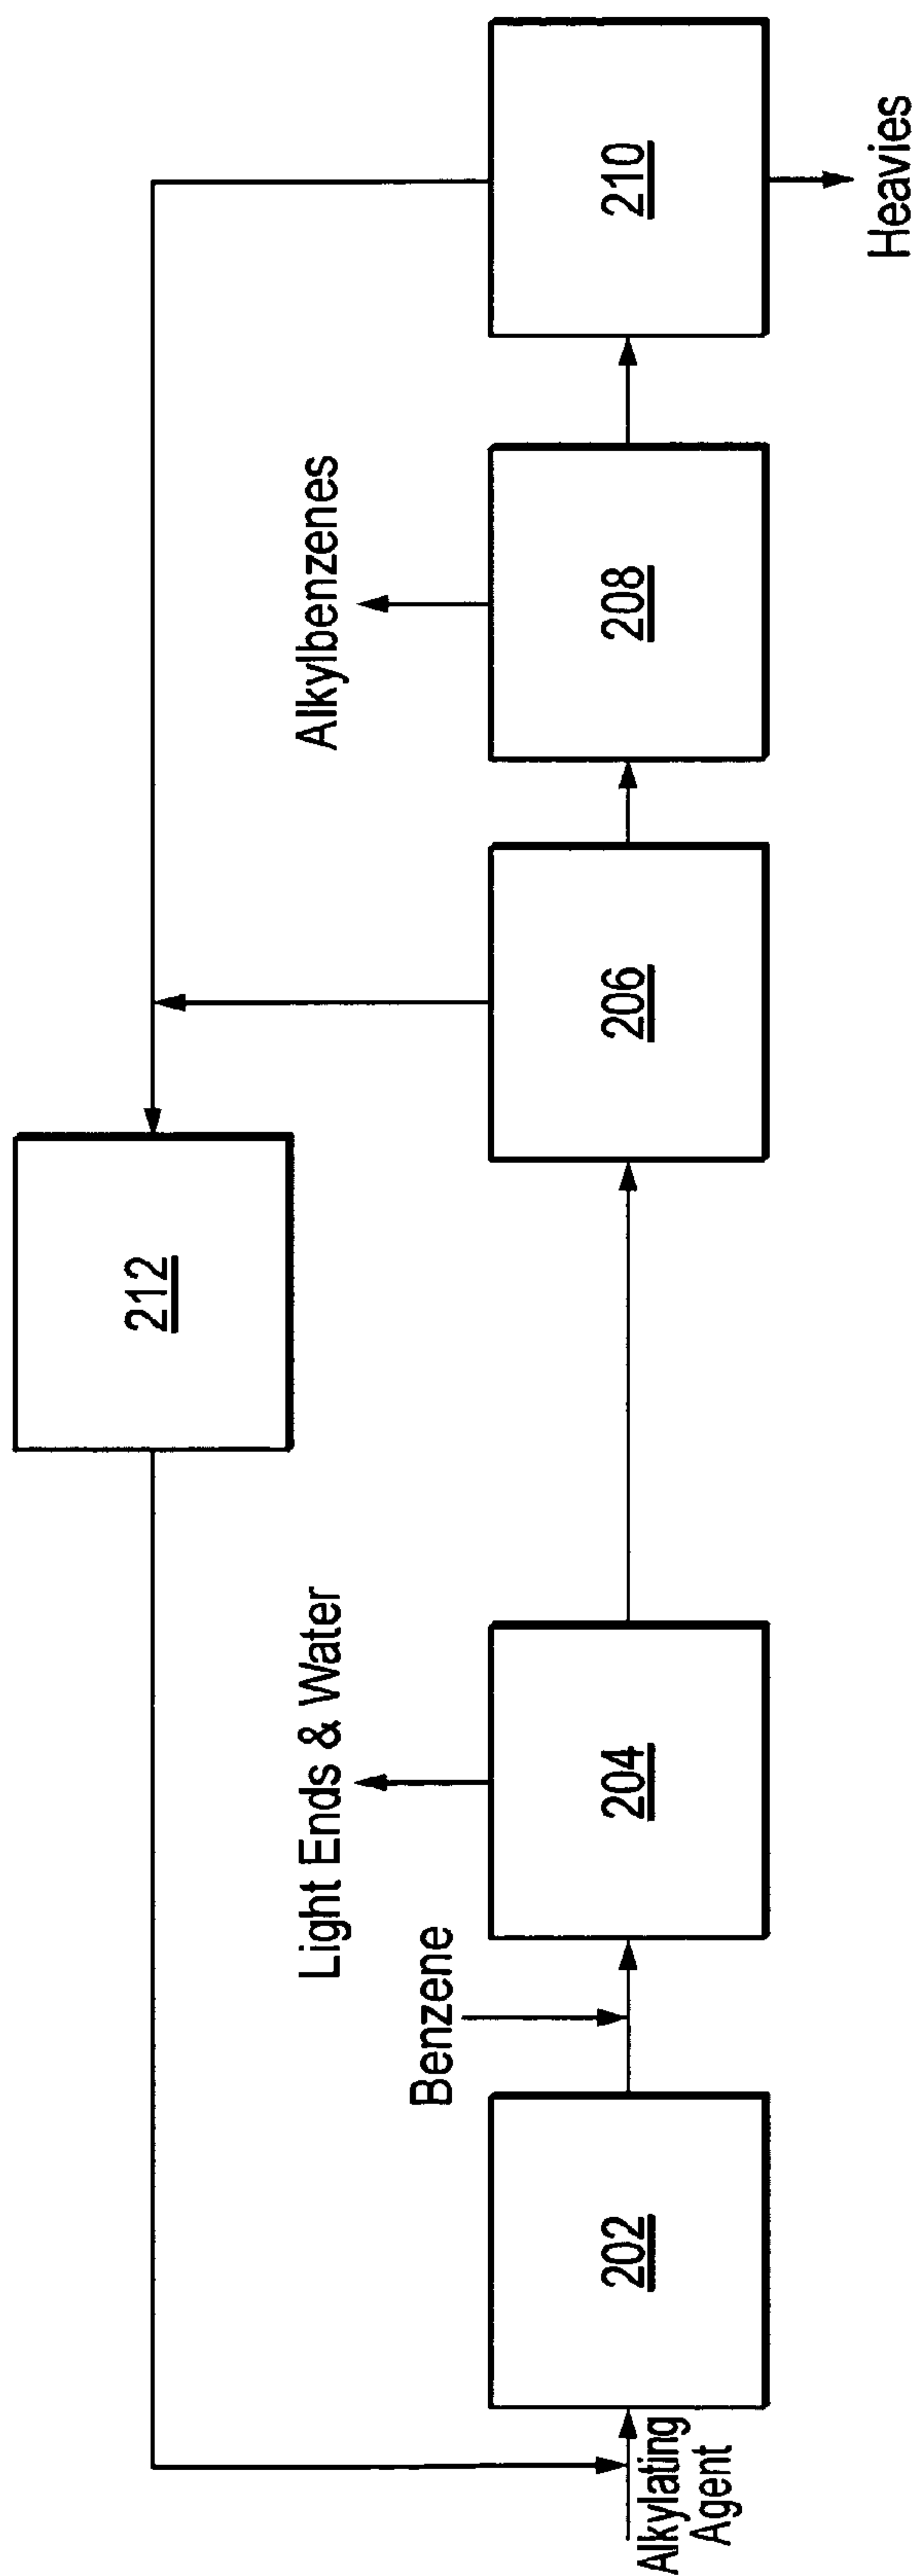 212
Light Ends & Water
Alkylbenzenes
Benzene
202
204
206
208
210
Alkylating
Agent
Heavies